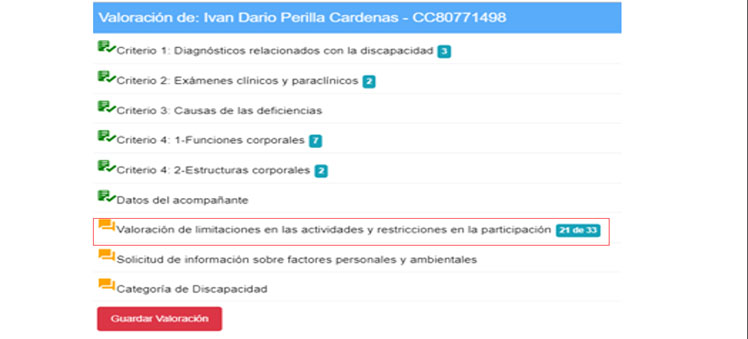 Valoración de: Ivan Dario Perilla Cardenas - CC80771498
Criterio 1: Diagnósticos relacionados con la discapacidad 3
Criterio 2: Exámenes clínicos y paraclínicos 2
Criterio 3: Causas de las deficiencias
Criterio 4: 1-Funciones corporales 7
Criterio 4: 2-Estructuras corporales 2
Datos del acompañante
Valoración de limitaciones en las actividades y restricciones en la participación 21 de 33
Solicitud de información sobre factores personales y ambientales
Categoría de Discapacidad
Guardar Valoración